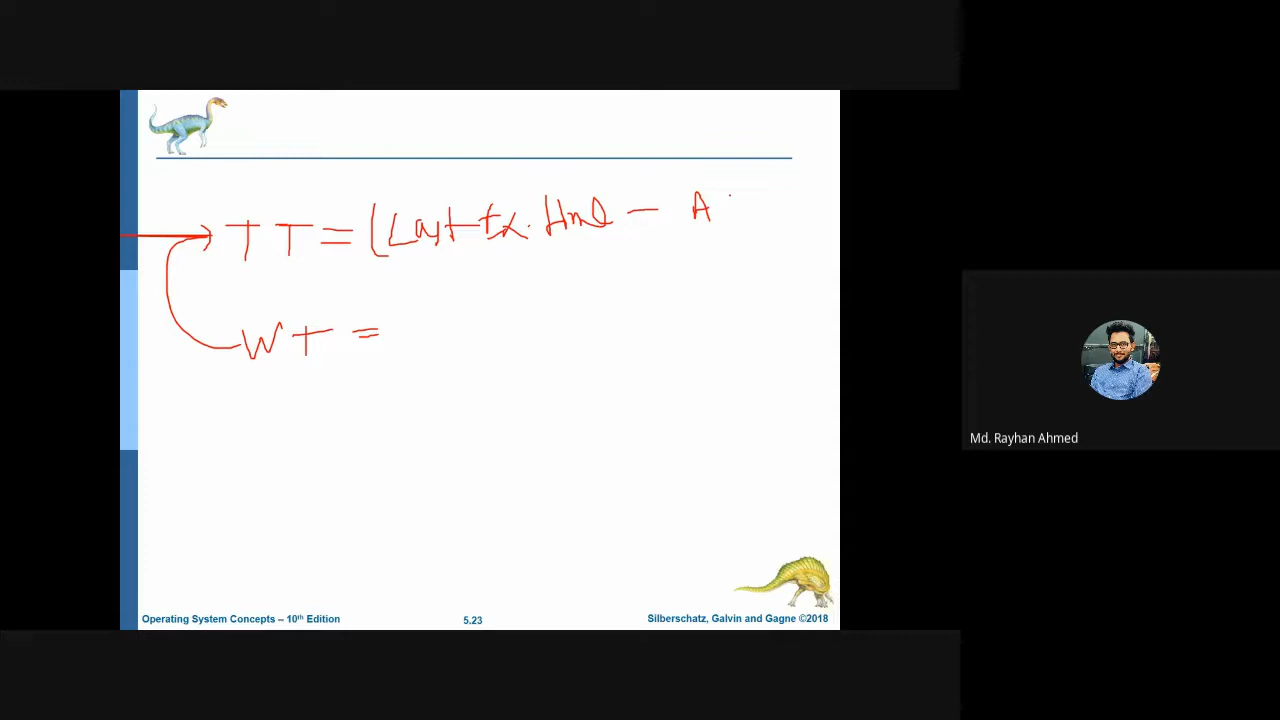 TT = [Last Ex. time - A
WT =
Md. Rayhan Ahmed
Operating System Concepts – 10th Edition 5.23 Silberschatz, Galvin and Gagne ©2018